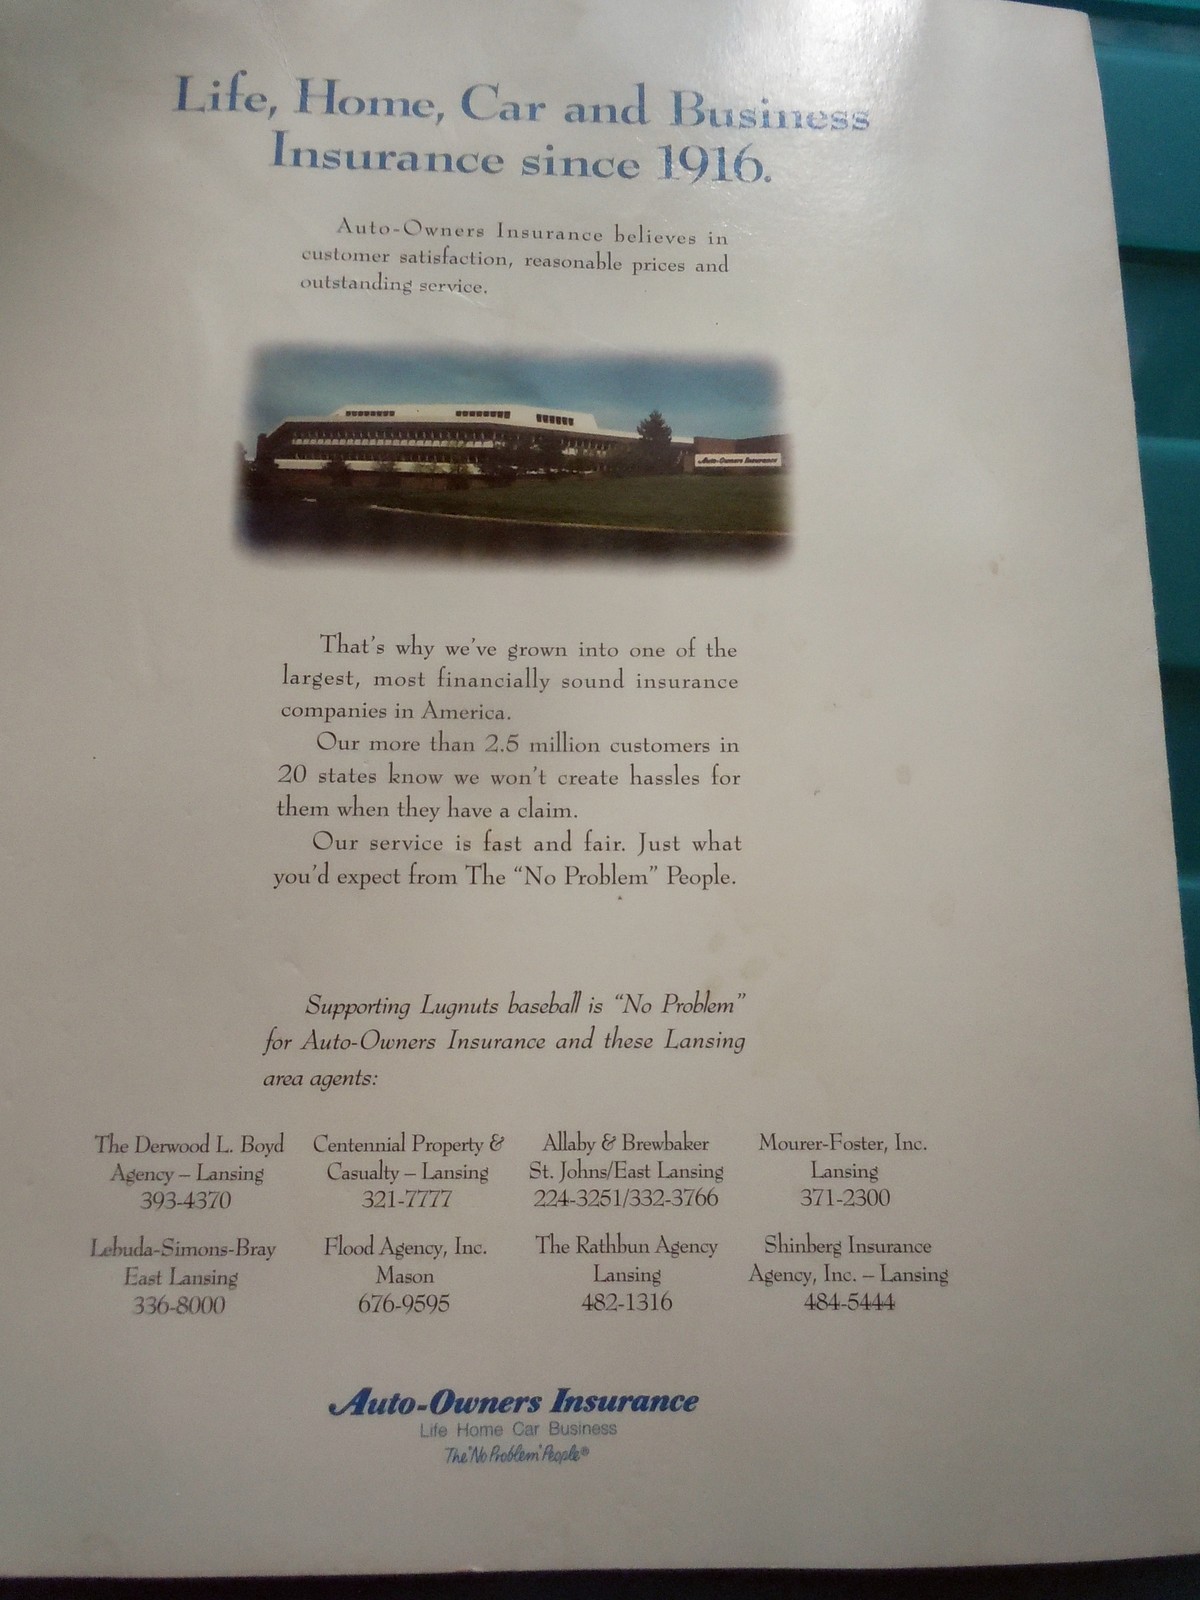 Life, Home, Car and Business
Insurance since 1916.
Auto-Owners Insurance believes in
customer satisfaction, reasonable prices and
outstanding service.
Auto-Owners Insurance
That's why we've grown into one of the
largest, most financially sound insurance
companies in America.
Our more than 2.5 million customers in
20 states know we won't create hassles for
them when they have a claim.
Our service is fast and fair. Just what
you'd expect from The “No Problem” People.
Supporting Lugnuts baseball is “No Problem”
for Auto-Owners Insurance and these Lansing
area agents:
The Derwood L. Boyd
Agency – Lansing
393-4370
Centennial Property &
Casualty – Lansing
321-7777
Allaby & Brewbaker
St. Johns/East Lansing
224-3251/332-3766
Mourer-Foster, Inc.
Lansing
371-2300
Lebuda-Simons-Bray
East Lansing
336-8000
Flood Agency, Inc.
Mason
676-9595
The Rathbun Agency
Lansing
482-1316
Shinberg Insurance
Agency, Inc. – Lansing
484-5444
Auto-Owners Insurance
Life Home Car Business
The "No Problem" People®